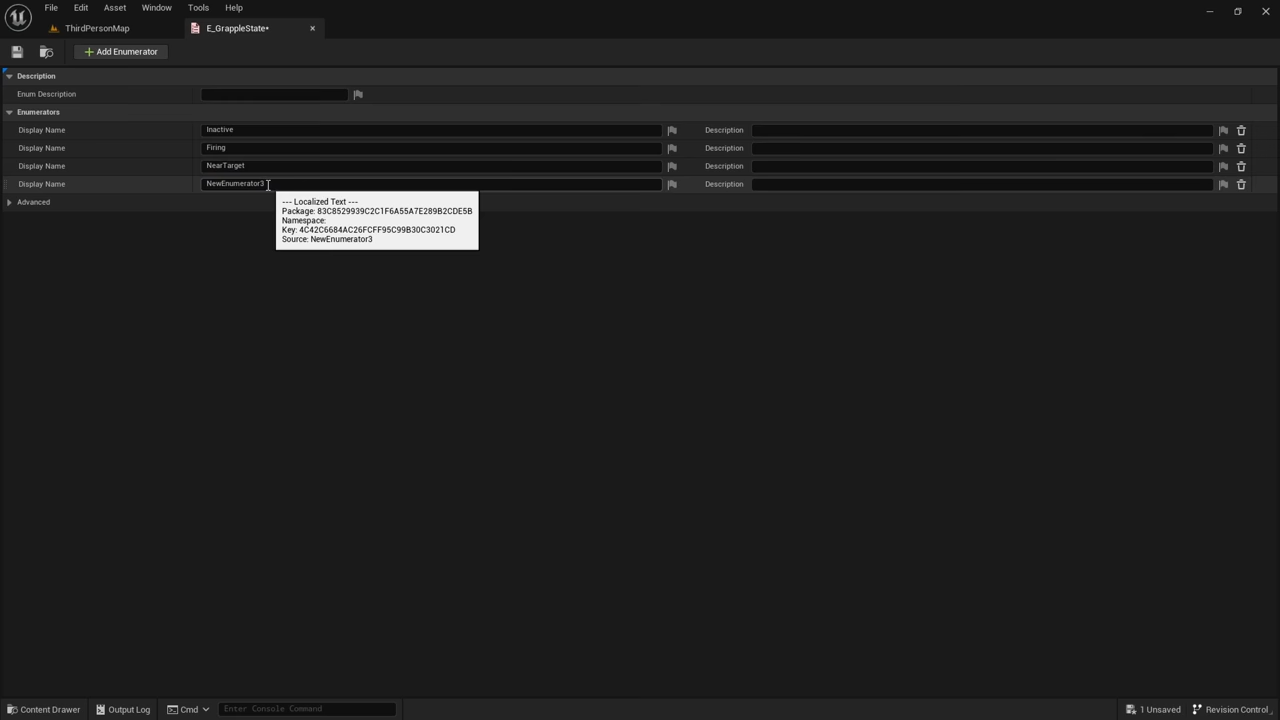 File Edit Asset Window Tools Help
ThirdPersonMap E_GrappleState*
Add Enumerator
Description
Enum Description
Enumerators
Display Name Inactive Description
Display Name Firing Description
Display Name NearTarget Description
Display Name NewEnumerator3 Description
Advanced
--- Localized Text ---
Package: 83C8529939C2C1F6A55A7E289B2CDE5B
Namespace:
Key: 4C42C6684AC26FCFF95C99B30C3021CD
Source: NewEnumerator3
Content Drawer Output Log Cmd Enter Console Command 1 Unsaved Revision Control